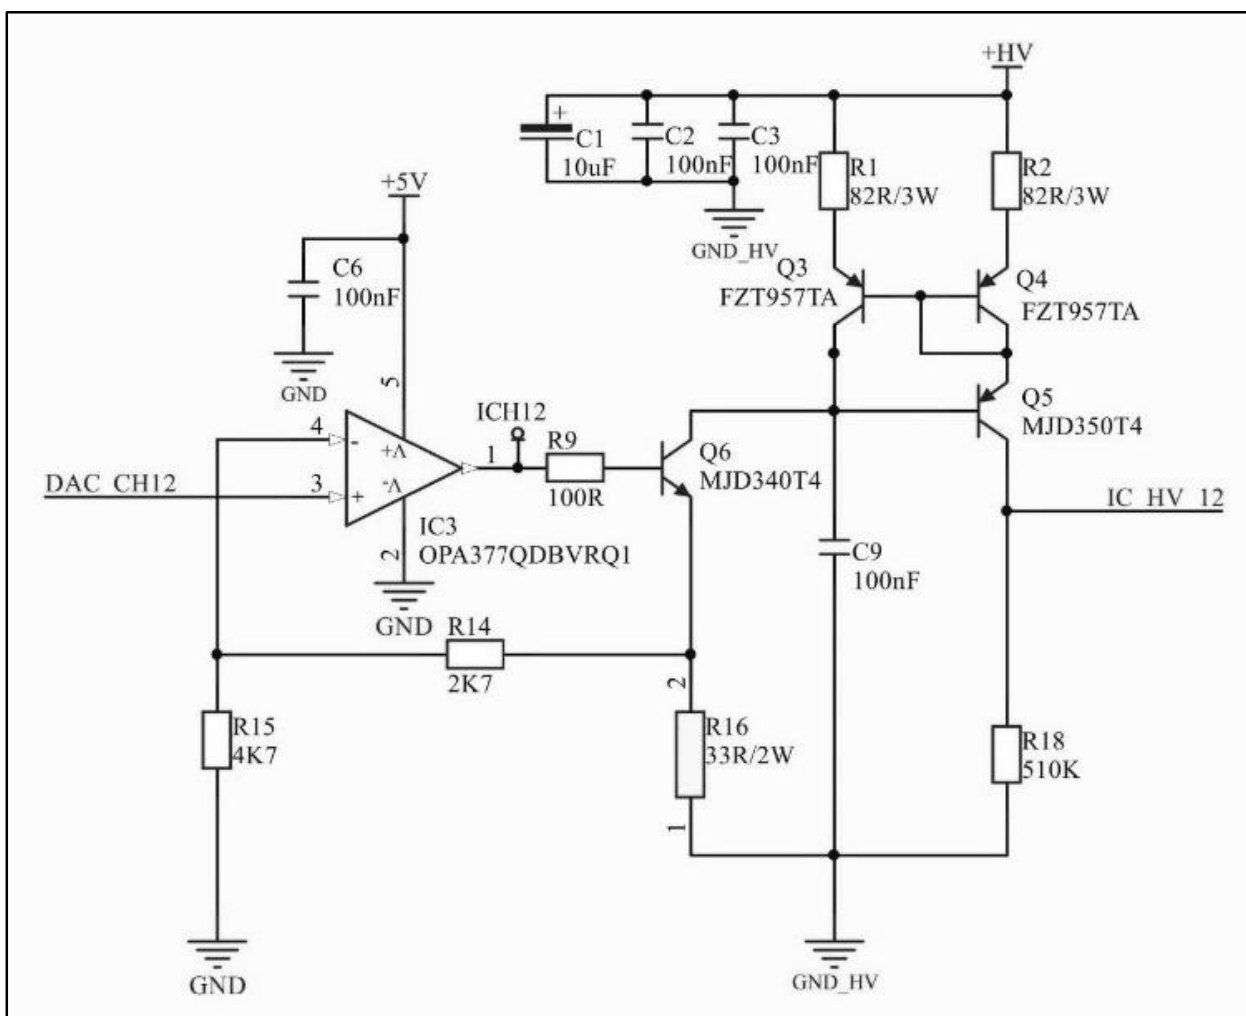 +HV
+
C1
10uF
C2
100nF
C3
100nF
R1
82R/3W
R2
82R/3W
+5V
GND_HV
C6
100nF
Q3
FZT957TA
Q4
FZT957TA
GND
5
ICH12
Q5
MJD350T4
4
-
V+
1
R9
100R
Q6
MJD340T4
DAC_CH12
3
+
V-
IC_HV_12
2
IC3
OPA377QDBVRQ1
C9
100nF
GND
R14
2K7
2
R15
4K7
R16
33R/2W
R18
510K
1
GND
GND_HV